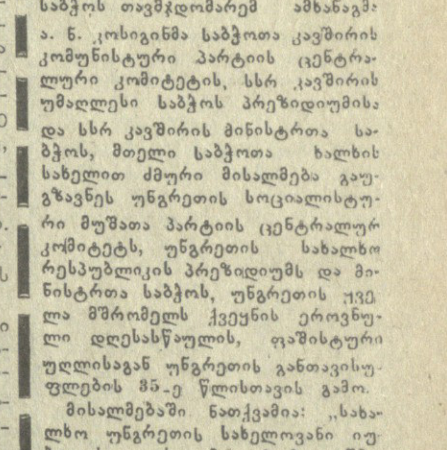 საბჭოს თავმჯდომარემ ამხანაგმა
ა. ნ. კოსიგინმა საბჭოთა კავშირის
კომუნისტური პარტიის ცენტრა-
ლური კომიტეტის, სსრ კავშირის
უმაღლესი საბჭოს პრეზიდიუმისა
და სსრ კავშირის მინისტრთა სა-
ბჭოს, მთელი საბჭოთა ხალხის
სახელით ძმური მისალმება გაუ-
გზავნეს უნგრეთის სოციალისტუ-
რი მუშათა პარტიის ცენტრალურ
კომიტეტს, უნგრეთის სახალხო
რესპუბლიკის პრეზიდიუმს და მი-
ნისტრთა საბჭოს, უნგრეთის ყვე
ლა მშრომელს ქვეყნის ეროვნუ-
ლი დღესასწაულის, ფაშისტური
უღლისაგან უნგრეთის განთავისუ-
ფლების 35-ე წლისთავის გამო.
მისალმებაში ნათქვამია: „სახა-
ლხო უნგრეთის სახელოვანი იუ-